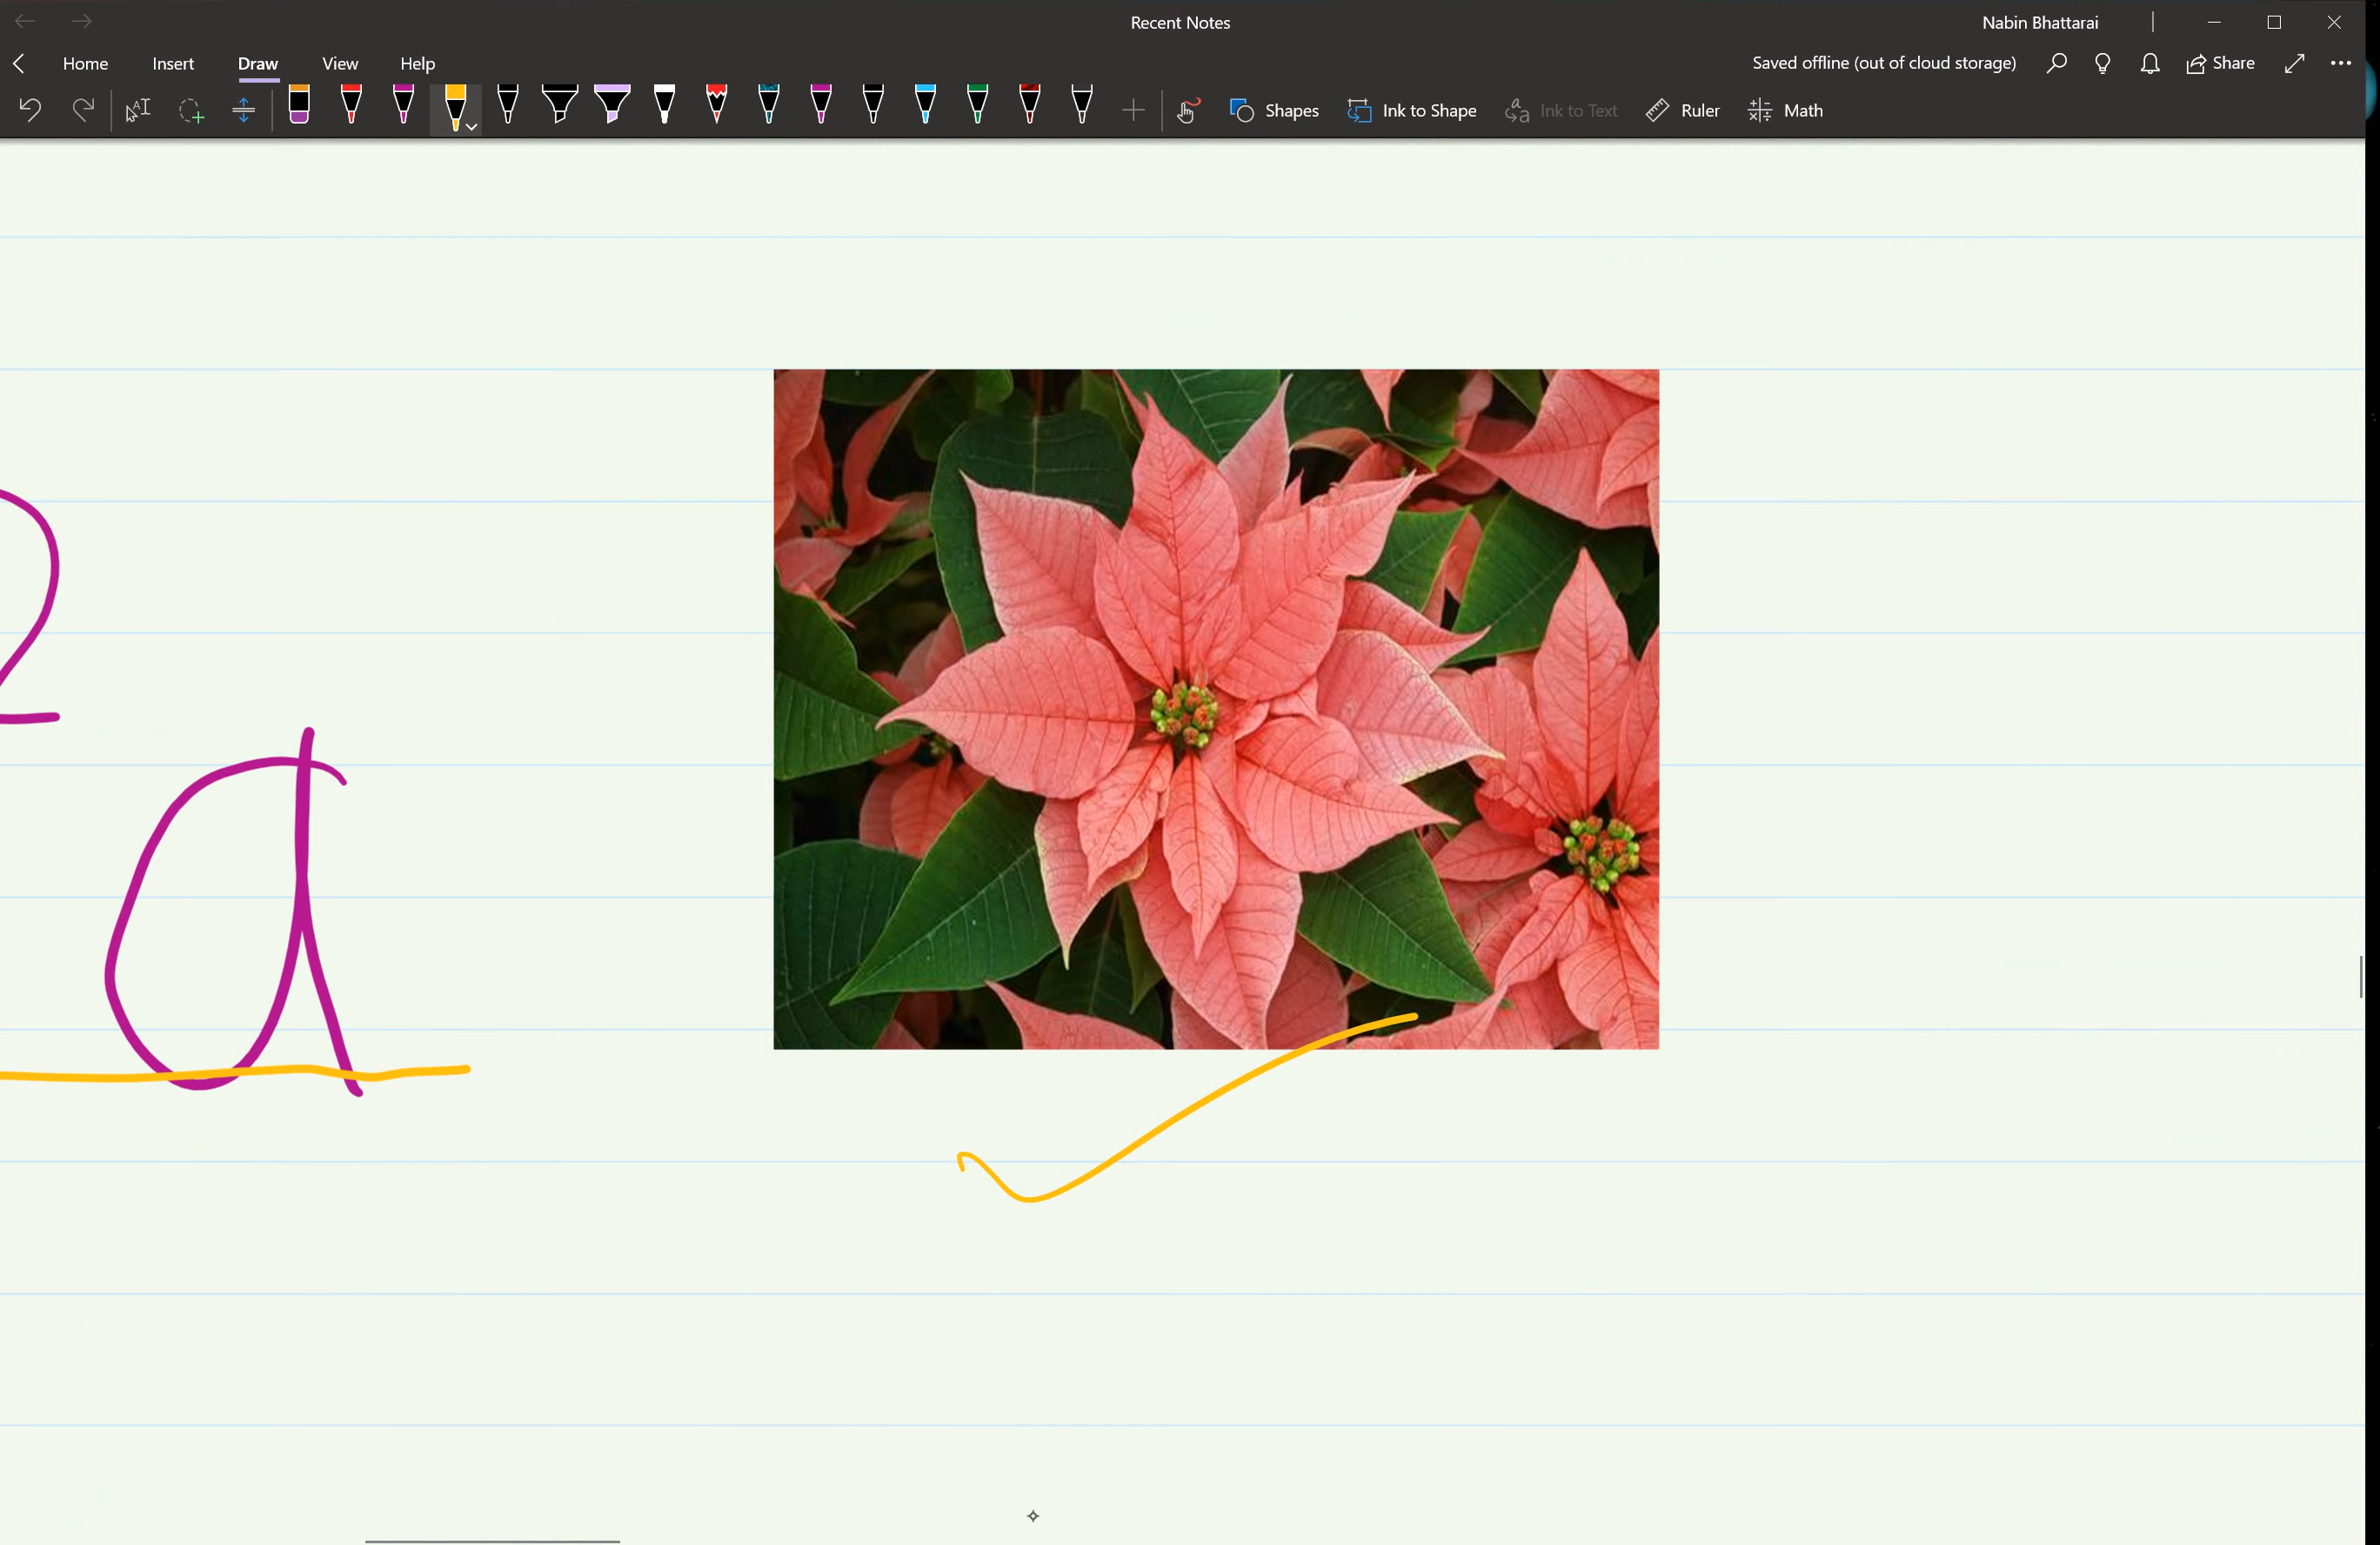 Recent Notes Nabin Bhattarai
Home Insert Draw View Help Saved offline (out of cloud storage) Share
Shapes Ink to Shape Ink to Text Ruler Math
2
a